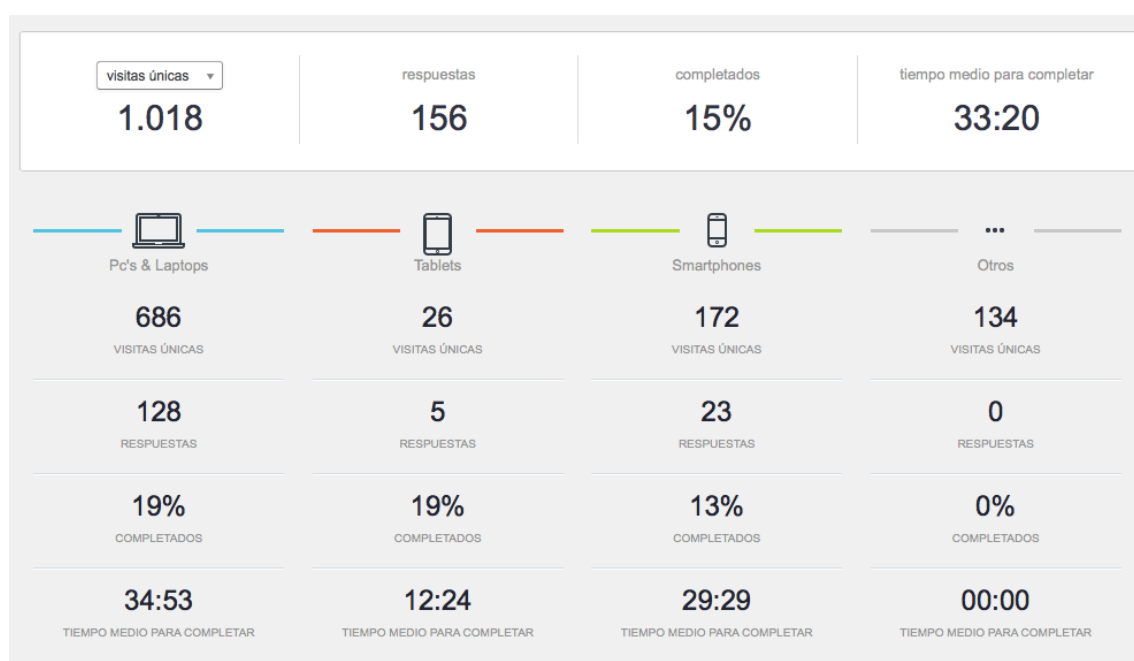 visitas únicas respuestas completados tiempo medio para completar
1.018 156 15% 33:20
Pc's & Laptops Tablets Smartphones Otros
686 26 172 134
VISITAS ÚNICAS VISITAS ÚNICAS VISITAS ÚNICAS VISITAS ÚNICAS
128 5 23 0
RESPUESTAS RESPUESTAS RESPUESTAS RESPUESTAS
19% 19% 13% 0%
COMPLETADOS COMPLETADOS COMPLETADOS COMPLETADOS
34:53 12:24 29:29 00:00
TIEMPO MEDIO PARA COMPLETAR TIEMPO MEDIO PARA COMPLETAR TIEMPO MEDIO PARA COMPLETAR TIEMPO MEDIO PARA COMPLETAR